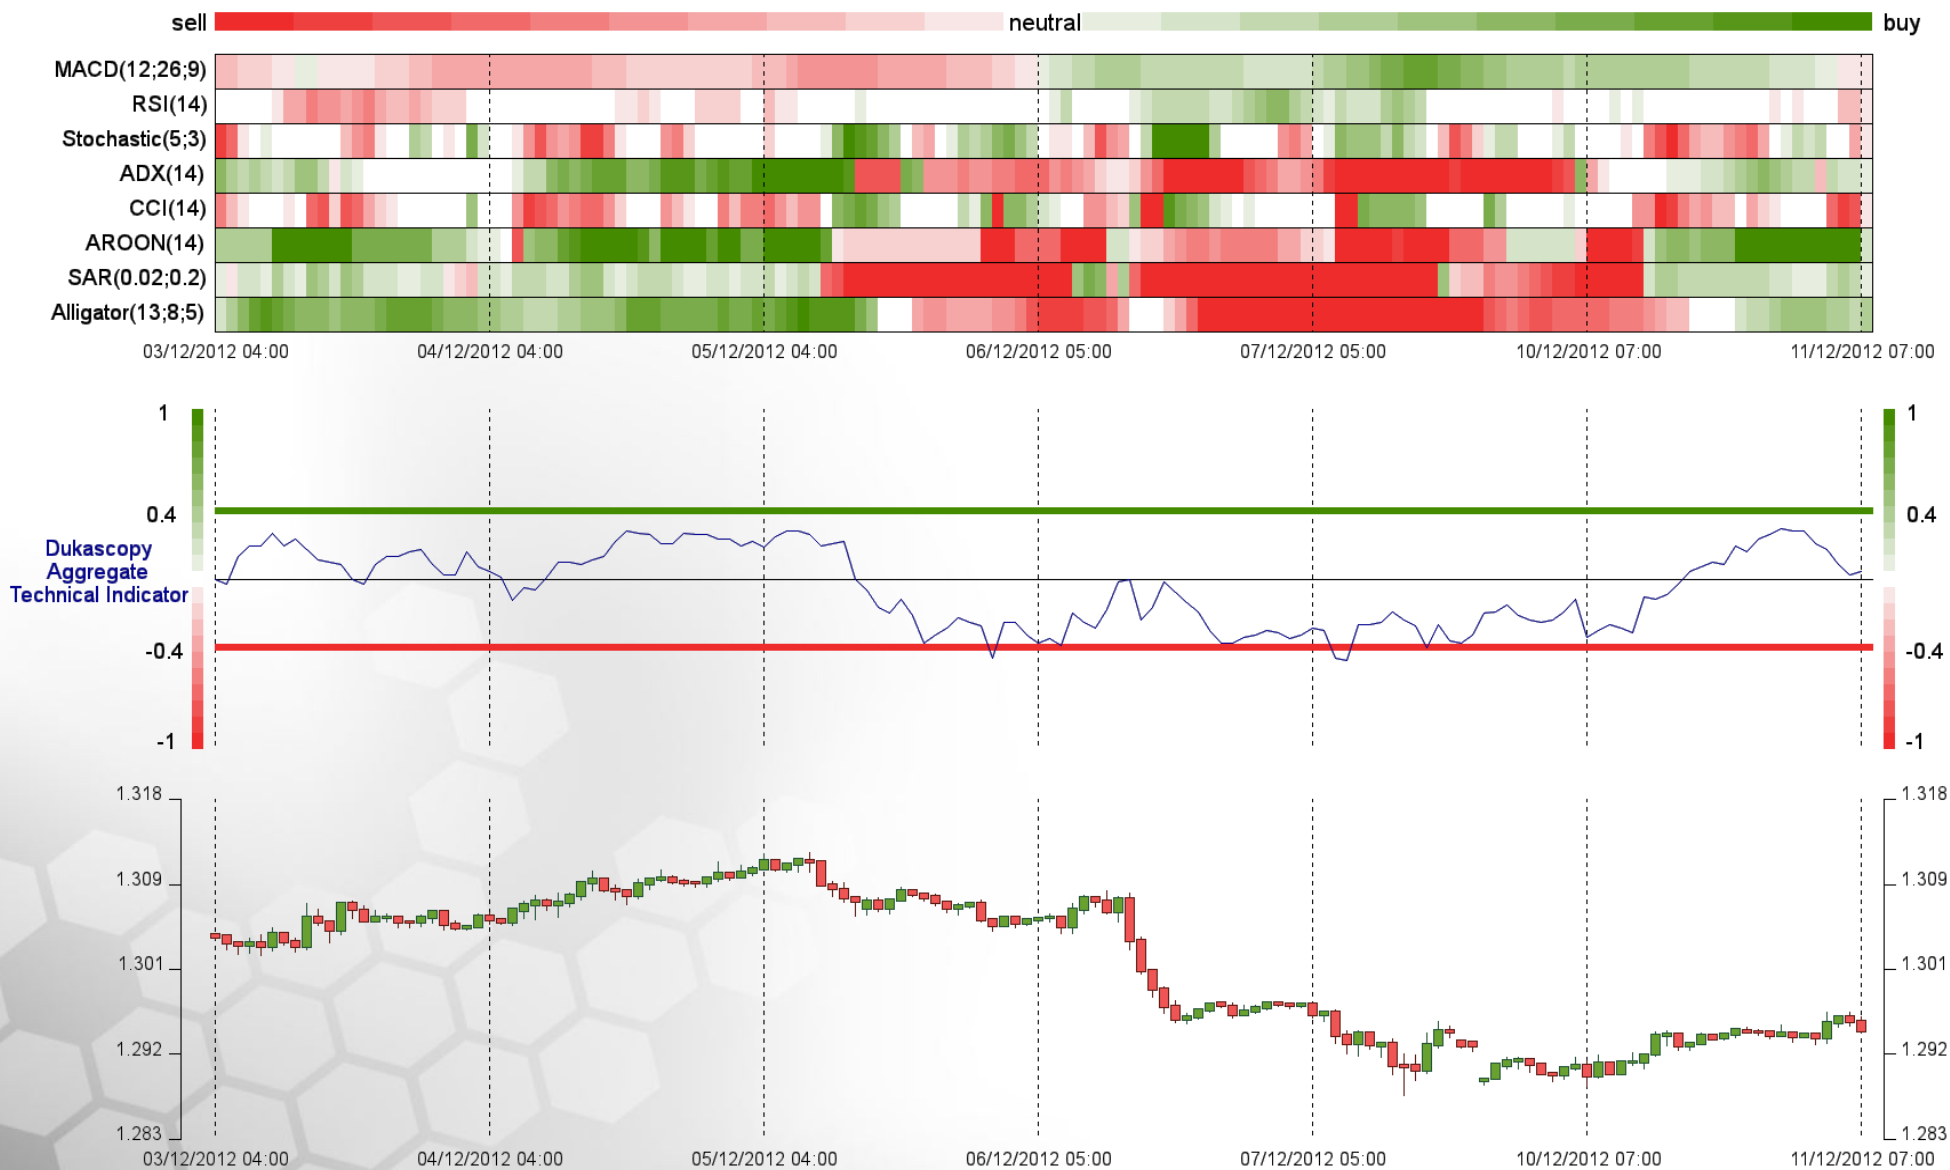 sell neutral buy
MACD(12;26;9)
RSI(14)
Stochastic(5;3)
ADX(14)
CCI(14)
AROON(14)
SAR(0.02;0.2)
Alligator(13;8;5)
03/12/2012 04:00 04/12/2012 04:00 05/12/2012 04:00 06/12/2012 05:00 07/12/2012 05:00 10/12/2012 07:00 11/12/2012 07:00
1 1
0.4 0.4
Dukascopy
Aggregate
Technical Indicator
-0.4 -0.4
-1 -1
1.318 1.318
1.309 1.309
1.301 1.301
1.292 1.292
1.283 1.283
03/12/2012 04:00 04/12/2012 04:00 05/12/2012 04:00 06/12/2012 05:00 07/12/2012 05:00 10/12/2012 07:00 11/12/2012 07:00